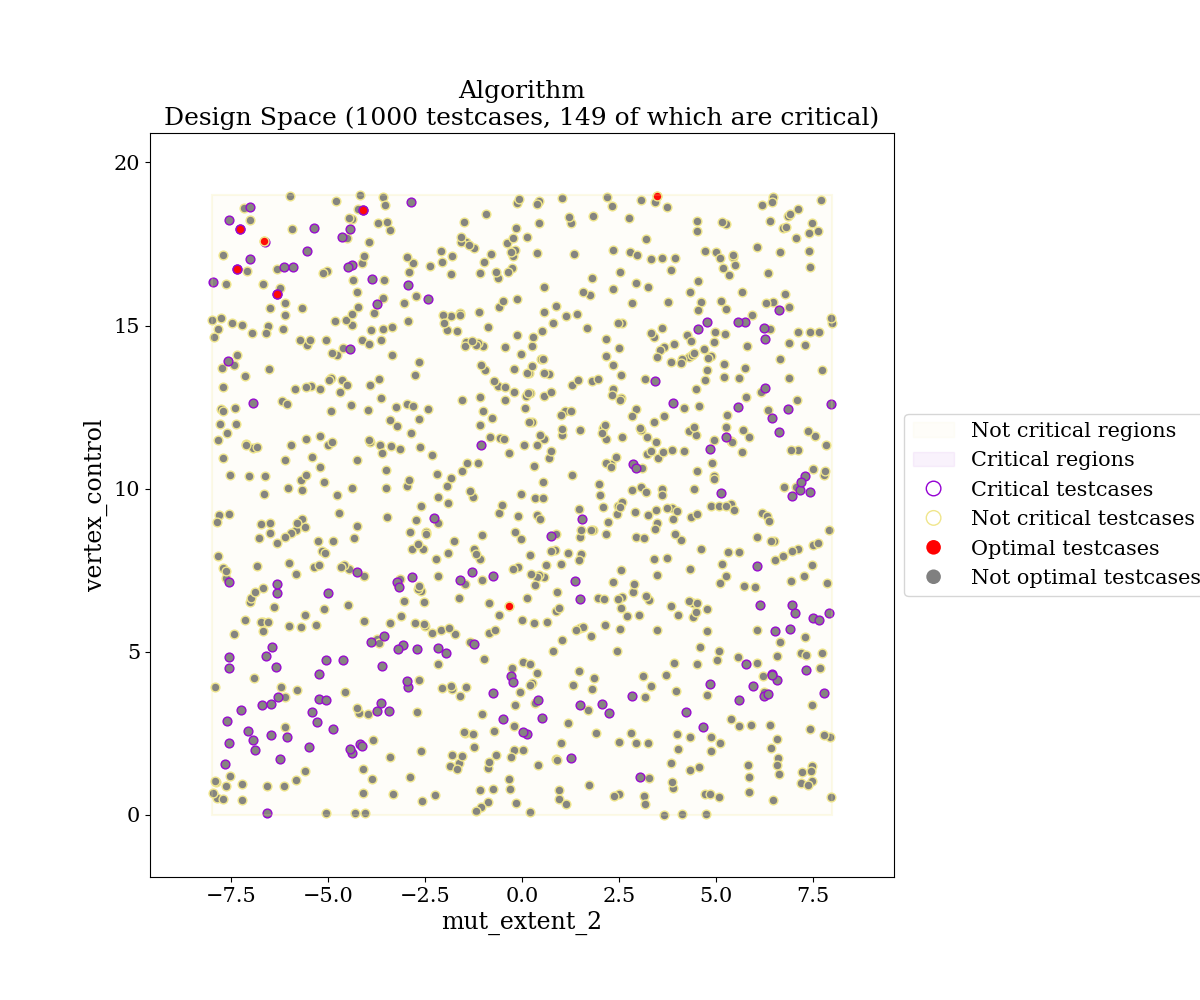 Algorithm
Design Space (1000 testcases, 149 of which are critical)
20
15
10
5
0
vertex_control
−7.5
−5.0
−2.5
0.0
2.5
5.0
7.5
mut_extent_2
Not critical regions
Critical regions
Critical testcases
Not critical testcases
Optimal testcases
Not optimal testcases